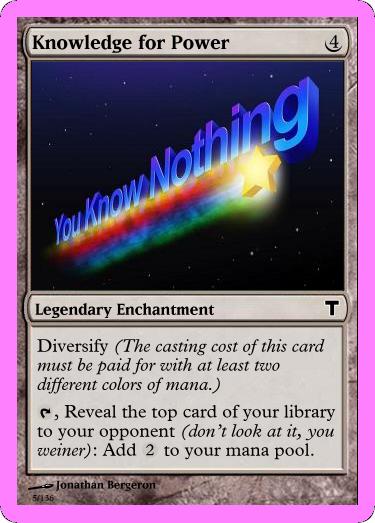 Knowledge for Power 4
You Know Nothing
Legendary Enchantment T
Diversify (The casting cost of this card
must be paid for with at least two
different colors of mana.)
, Reveal the top card of your library
to your opponent (don't look at it, you
weiner): Add 2 to your mana pool.
Jonathan Bergeron
5/136